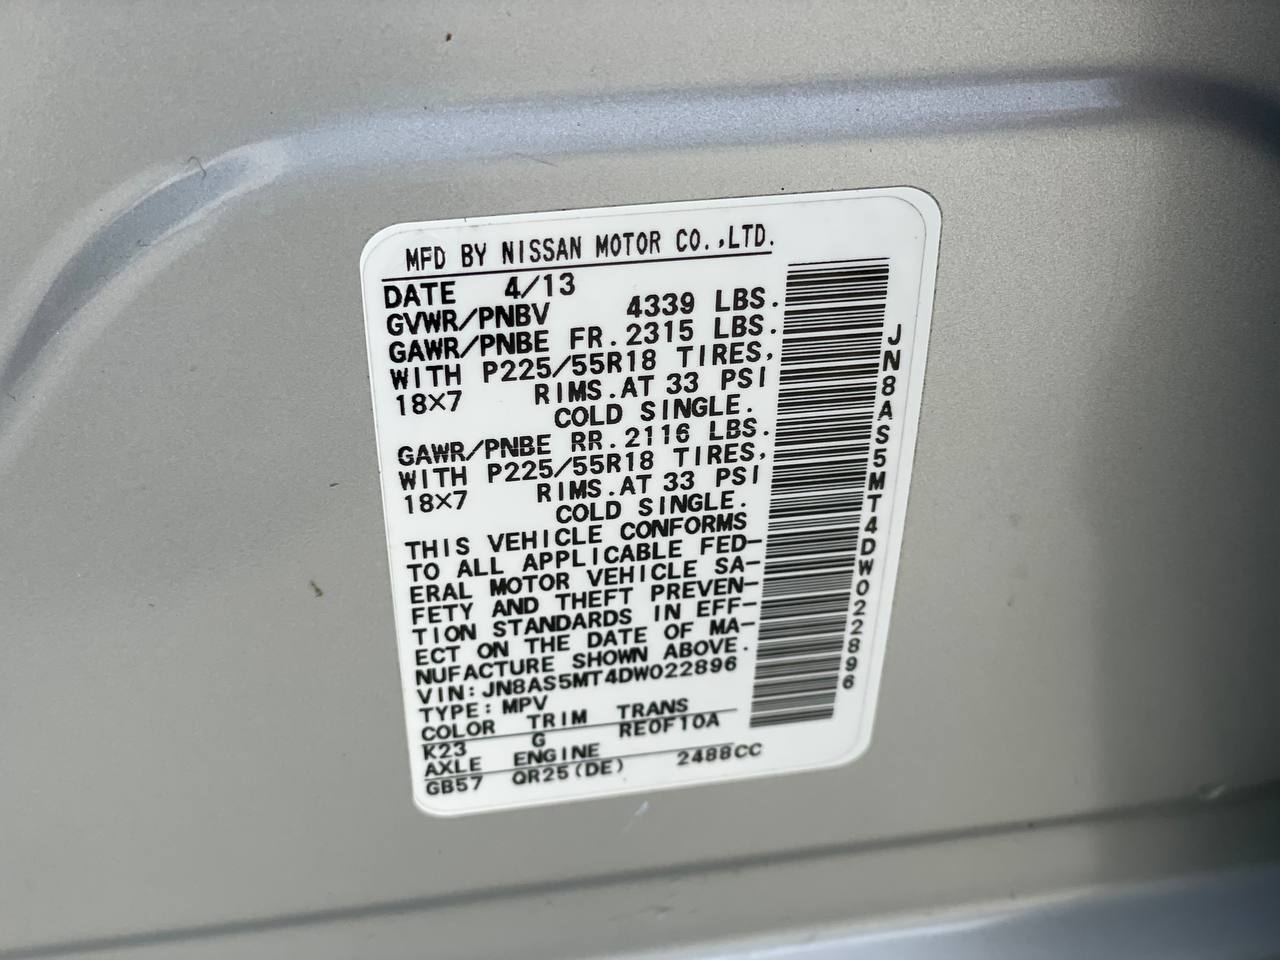 MFD BY NISSAN MOTOR CO.,LTD.
DATE 4/13
GVWR/PNBV 4339 LBS.
GAWR/PNBE FR.2315 LBS.
WITH P225/55R18 TIRES,
18×7 RIMS.AT 33 PSI
COLD SINGLE.
GAWR/PNBE RR.2116 LBS.
WITH P225/55R18 TIRES,
18×7 RIMS.AT 33 PSI
COLD SINGLE.
THIS VEHICLE CONFORMS
TO ALL APPLICABLE FED-
ERAL MOTOR VEHICLE SA-
FETY AND THEFT PREVEN-
TION STANDARDS IN EFF-
ECT ON THE DATE OF MA-
NUFACTURE SHOWN ABOVE.
VIN:JN8AS5MT4DW022896
TYPE:MPV
COLOR TRIM TRANS
K23 G RE0F10A
AXLE ENGINE
GB57 QR25(DE) 2488CC
JN8AS5MT4DW022896